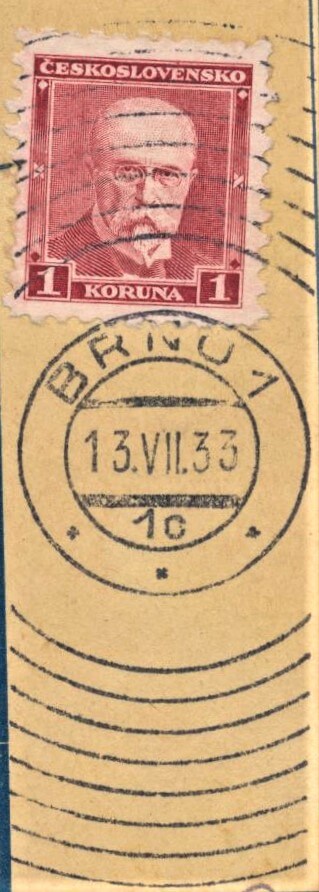 ČESKOSLOVENSKO
1 KORUNA 1
BRNO 1
13.VII.33
1c